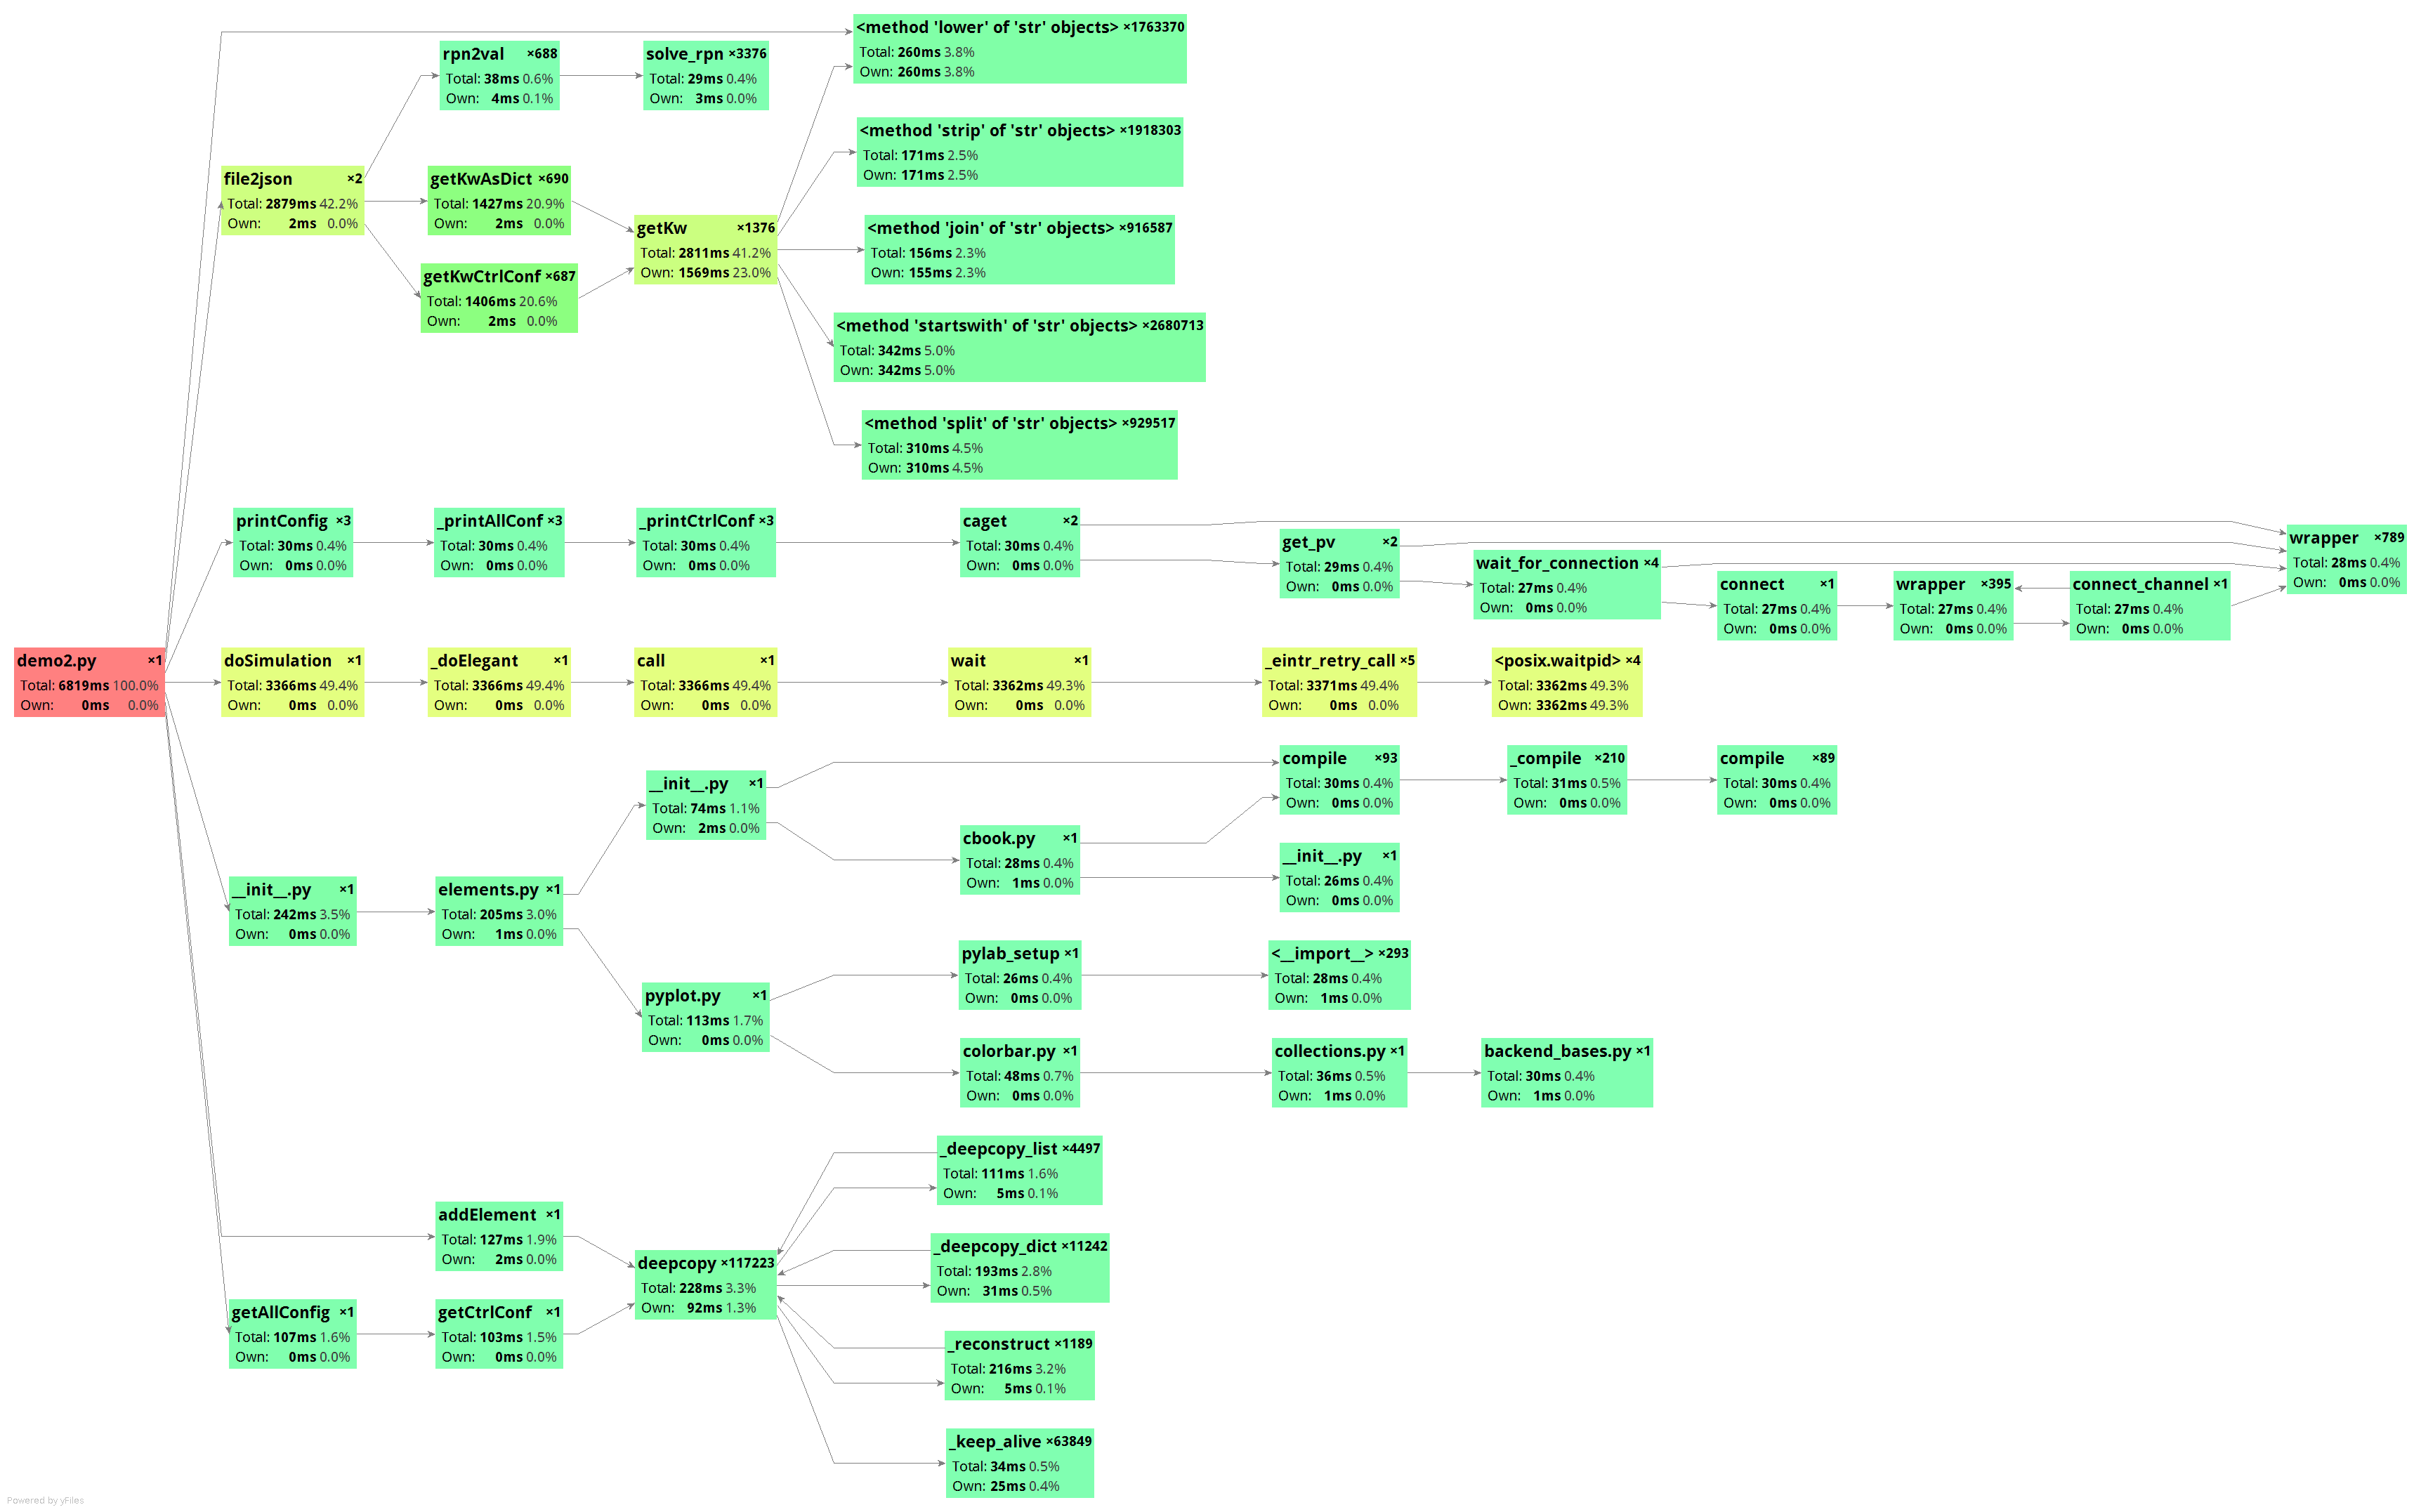 <method 'lower' of 'str' objects> ×1763370
Total: 260ms 3.8%
Own: 260ms 3.8%
rpn2val ×688
Total: 38ms 0.6%
Own: 4ms 0.1%
solve_rpn ×3376
Total: 29ms 0.4%
Own: 3ms 0.0%
<method 'strip' of 'str' objects> ×1918303
Total: 171ms 2.5%
Own: 171ms 2.5%
file2json ×2
Total: 2879ms 42.2%
Own: 2ms 0.0%
getKwAsDict ×690
Total: 1427ms 20.9%
Own: 2ms 0.0%
getKw ×1376
Total: 2811ms 41.2%
Own: 1569ms 23.0%
<method 'join' of 'str' objects> ×916587
Total: 156ms 2.3%
Own: 155ms 2.3%
getKwCtrlConf ×687
Total: 1406ms 20.6%
Own: 2ms 0.0%
<method 'startswith' of 'str' objects> ×2680713
Total: 342ms 5.0%
Own: 342ms 5.0%
<method 'split' of 'str' objects> ×929517
Total: 310ms 4.5%
Own: 310ms 4.5%
printConfig ×3
Total: 30ms 0.4%
Own: 0ms 0.0%
_printAllConf ×3
Total: 30ms 0.4%
Own: 0ms 0.0%
_printCtrlConf ×3
Total: 30ms 0.4%
Own: 0ms 0.0%
caget ×2
Total: 30ms 0.4%
Own: 0ms 0.0%
get_pv ×2
Total: 29ms 0.4%
Own: 0ms 0.0%
wait_for_connection ×4
Total: 27ms 0.4%
Own: 0ms 0.0%
connect ×1
Total: 27ms 0.4%
Own: 0ms 0.0%
wrapper ×395
Total: 27ms 0.4%
Own: 0ms 0.0%
connect_channel ×1
Total: 27ms 0.4%
Own: 0ms 0.0%
wrapper ×789
Total: 28ms 0.4%
Own: 0ms 0.0%
demo2.py ×1
Total: 6819ms 100.0%
Own: 0ms 0.0%
doSimulation ×1
Total: 3366ms 49.4%
Own: 0ms 0.0%
_doElegant ×1
Total: 3366ms 49.4%
Own: 0ms 0.0%
call ×1
Total: 3366ms 49.4%
Own: 0ms 0.0%
wait ×1
Total: 3362ms 49.3%
Own: 0ms 0.0%
_eintr_retry_call ×5
Total: 3371ms 49.4%
Own: 0ms 0.0%
<posix.waitpid> ×4
Total: 3362ms 49.3%
Own: 3362ms 49.3%
__init__.py ×1
Total: 74ms 1.1%
Own: 2ms 0.0%
compile ×93
Total: 30ms 0.4%
Own: 0ms 0.0%
_compile ×210
Total: 31ms 0.5%
Own: 0ms 0.0%
compile ×89
Total: 30ms 0.4%
Own: 0ms 0.0%
cbook.py ×1
Total: 28ms 0.4%
Own: 1ms 0.0%
__init__.py ×1
Total: 26ms 0.4%
Own: 0ms 0.0%
__init__.py ×1
Total: 242ms 3.5%
Own: 0ms 0.0%
elements.py ×1
Total: 205ms 3.0%
Own: 1ms 0.0%
pylab_setup ×1
Total: 26ms 0.4%
Own: 0ms 0.0%
<__import__> ×293
Total: 28ms 0.4%
Own: 1ms 0.0%
pyplot.py ×1
Total: 113ms 1.7%
Own: 0ms 0.0%
colorbar.py ×1
Total: 48ms 0.7%
Own: 0ms 0.0%
collections.py ×1
Total: 36ms 0.5%
Own: 1ms 0.0%
backend_bases.py ×1
Total: 30ms 0.4%
Own: 1ms 0.0%
_deepcopy_list ×4497
Total: 111ms 1.6%
Own: 5ms 0.1%
addElement ×1
Total: 127ms 1.9%
Own: 2ms 0.0%
deepcopy ×117223
Total: 228ms 3.3%
Own: 92ms 1.3%
_deepcopy_dict ×11242
Total: 193ms 2.8%
Own: 31ms 0.5%
getAllConfig ×1
Total: 107ms 1.6%
Own: 0ms 0.0%
getCtrlConf ×1
Total: 103ms 1.5%
Own: 0ms 0.0%
_reconstruct ×1189
Total: 216ms 3.2%
Own: 5ms 0.1%
_keep_alive ×63849
Total: 34ms 0.5%
Own: 25ms 0.4%
Powered by yFiles